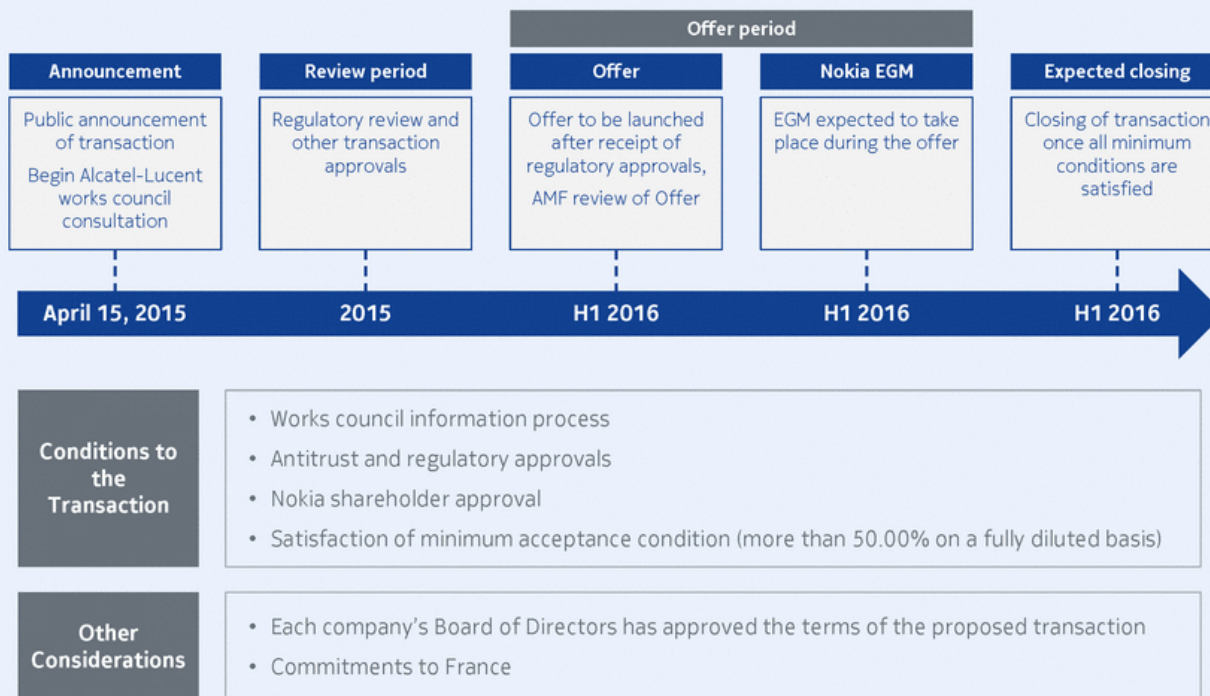 Offer period
Announcement
Public announcement
of transaction
Begin Alcatel-Lucent
works council
consultation
Review period
Regulatory review and
other transaction
approvals
Offer
Offer to be launched
after receipt of
regulatory approvals,
AMF review of Offer
Nokia EGM
EGM expected to take
place during the offer
Expected closing
Closing of transaction
once all minimum
conditions are
satisfied
April 15, 2015
2015
H1 2016
H1 2016
H1 2016
Conditions to
the
Transaction
• Works council information process
• Antitrust and regulatory approvals
• Nokia shareholder approval
• Satisfaction of minimum acceptance condition (more than 50.00% on a fully diluted basis)
Other
Considerations
• Each company's Board of Directors has approved the terms of the proposed transaction
• Commitments to France